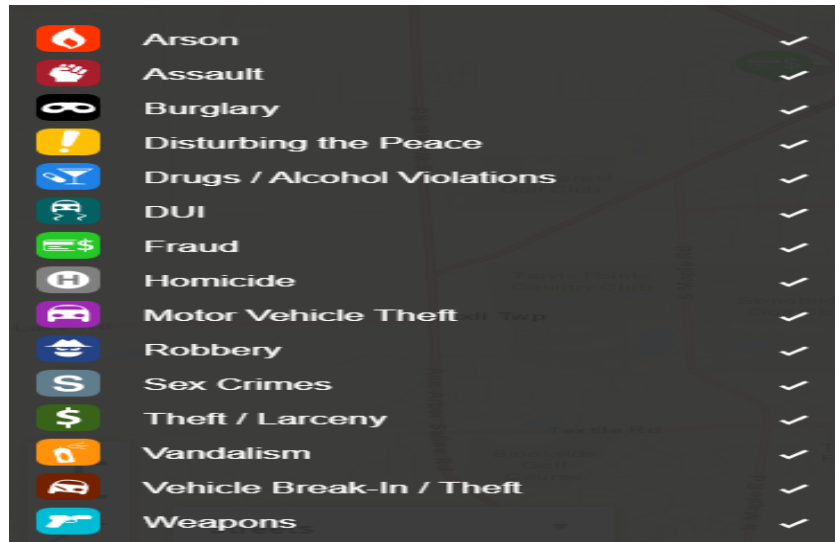 Arson
Assault
Burglary
Disturbing the Peace
Drugs / Alcohol Violations
DUI
$ Fraud
H Homicide
Motor Vehicle Theft
Robbery
S Sex Crimes
$ Theft / Larceny
Vandalism
Vehicle Break-In / Theft
Weapons